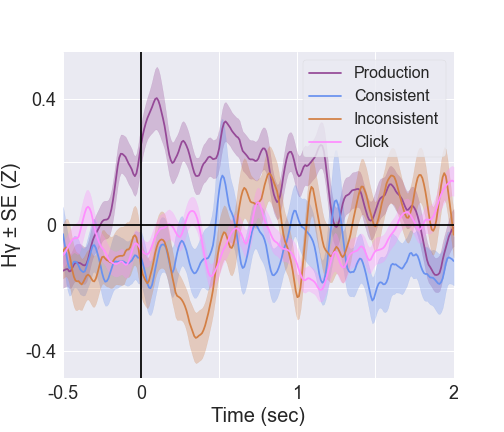 Production
Consistent
Inconsistent
Click
0.4
0
-0.4
Hγ ± SE (Z)
-0.5
0
1
2
Time (sec)